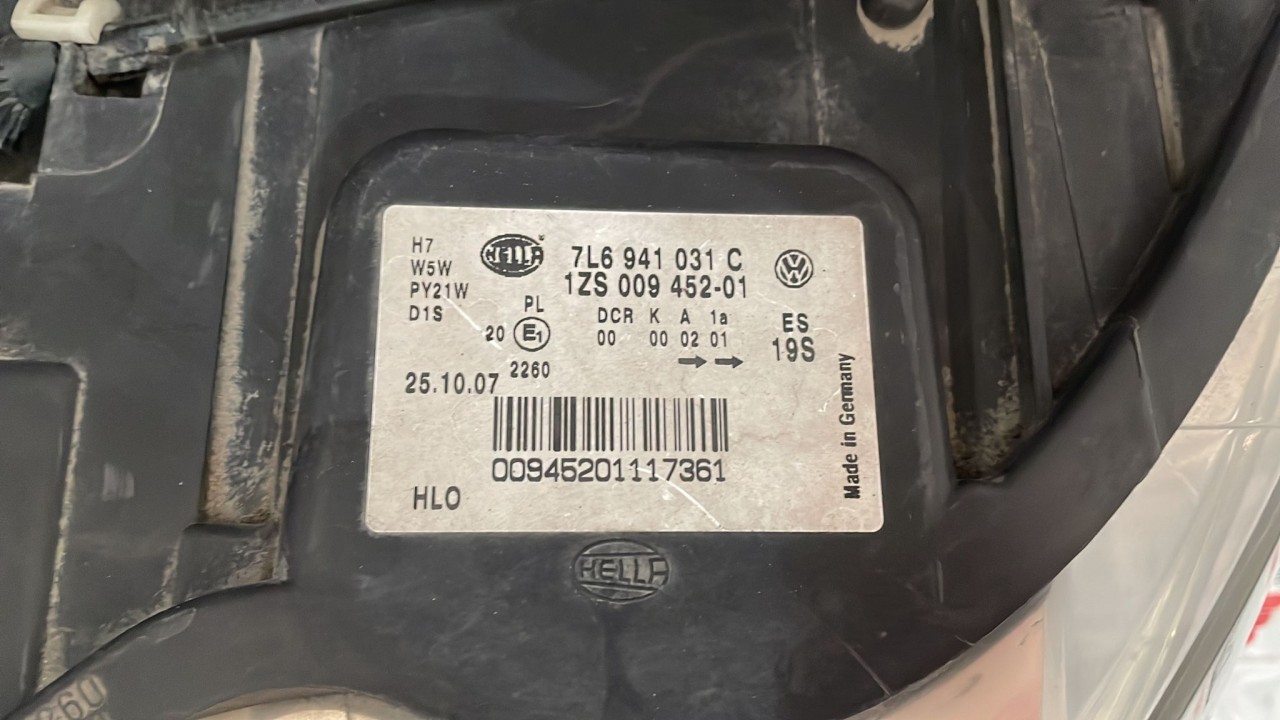 H7
W5W
PY21W
D1S
HELLA
7L6 941 031 C
1ZS 009 452-01
PL
20 E1
2260
DCR K A 1a
00 00 02 01
ES
19S
25.10.07
00945201117361
HLO
Made in Germany
HELLA